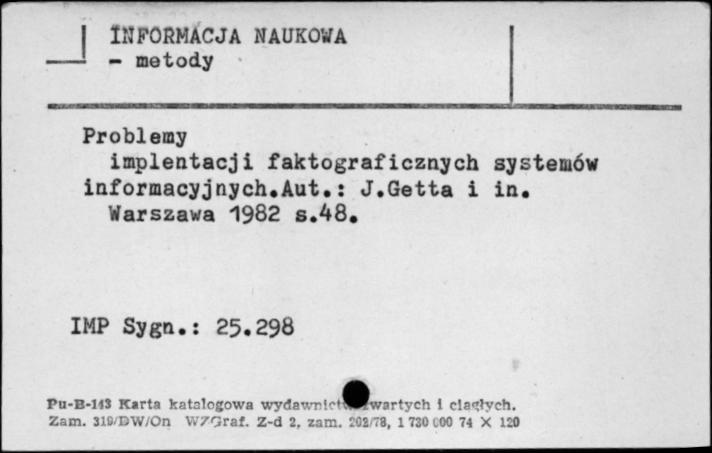 INFORMACJA NAUKOWA
- metody
Problemy
implentacji faktograficznych systemów
informacyjnych.Aut.: J.Getta i in.
Warszawa 1982 s.48.
IMP Sygn.: 25.298
Pu-B-143 Karta katalogowa wydawnictw zwartych i ciągłych.
Zam. 319/DW/On WZGraf. Z-d 2, zam. 202/78, 1 730 000 74 X 120